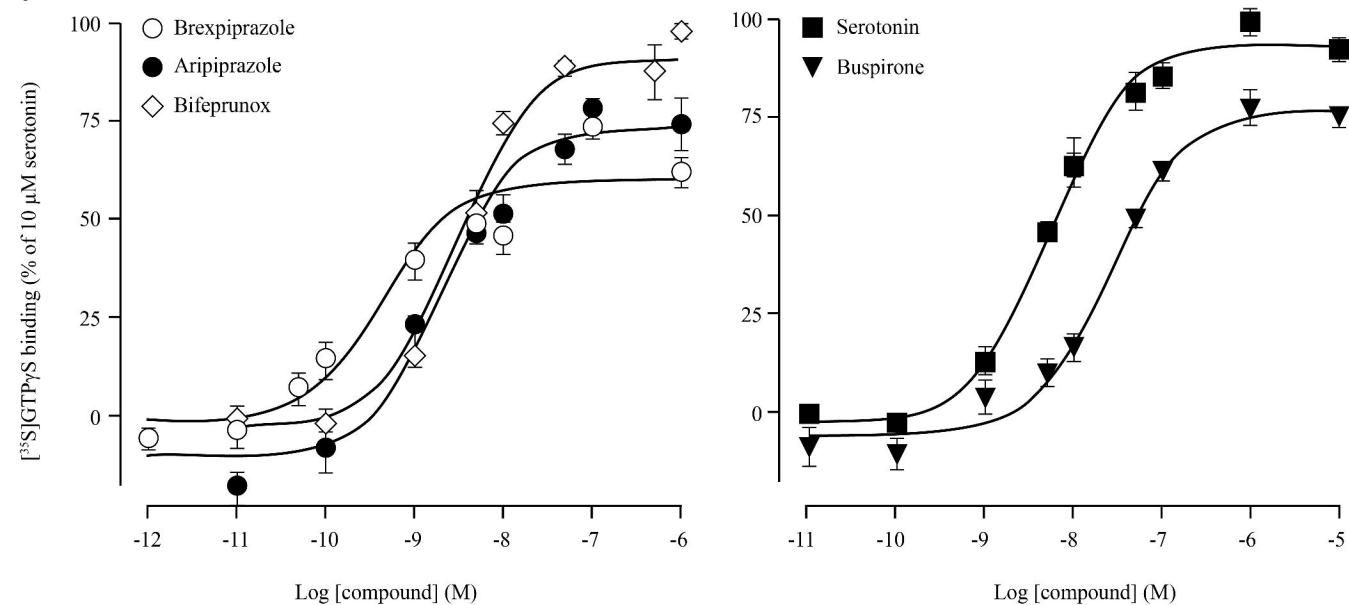 [³⁵S]GTPγS binding (% of 10 μM serotonin)
100
75
50
25
0
Brexpiprazole
Aripiprazole
Bifeprunox
-12 -11 -10 -9 -8 -7 -6
Log [compound] (M)
100
75
50
25
0
Serotonin
Buspirone
-11 -10 -9 -8 -7 -6 -5
Log [compound] (M)